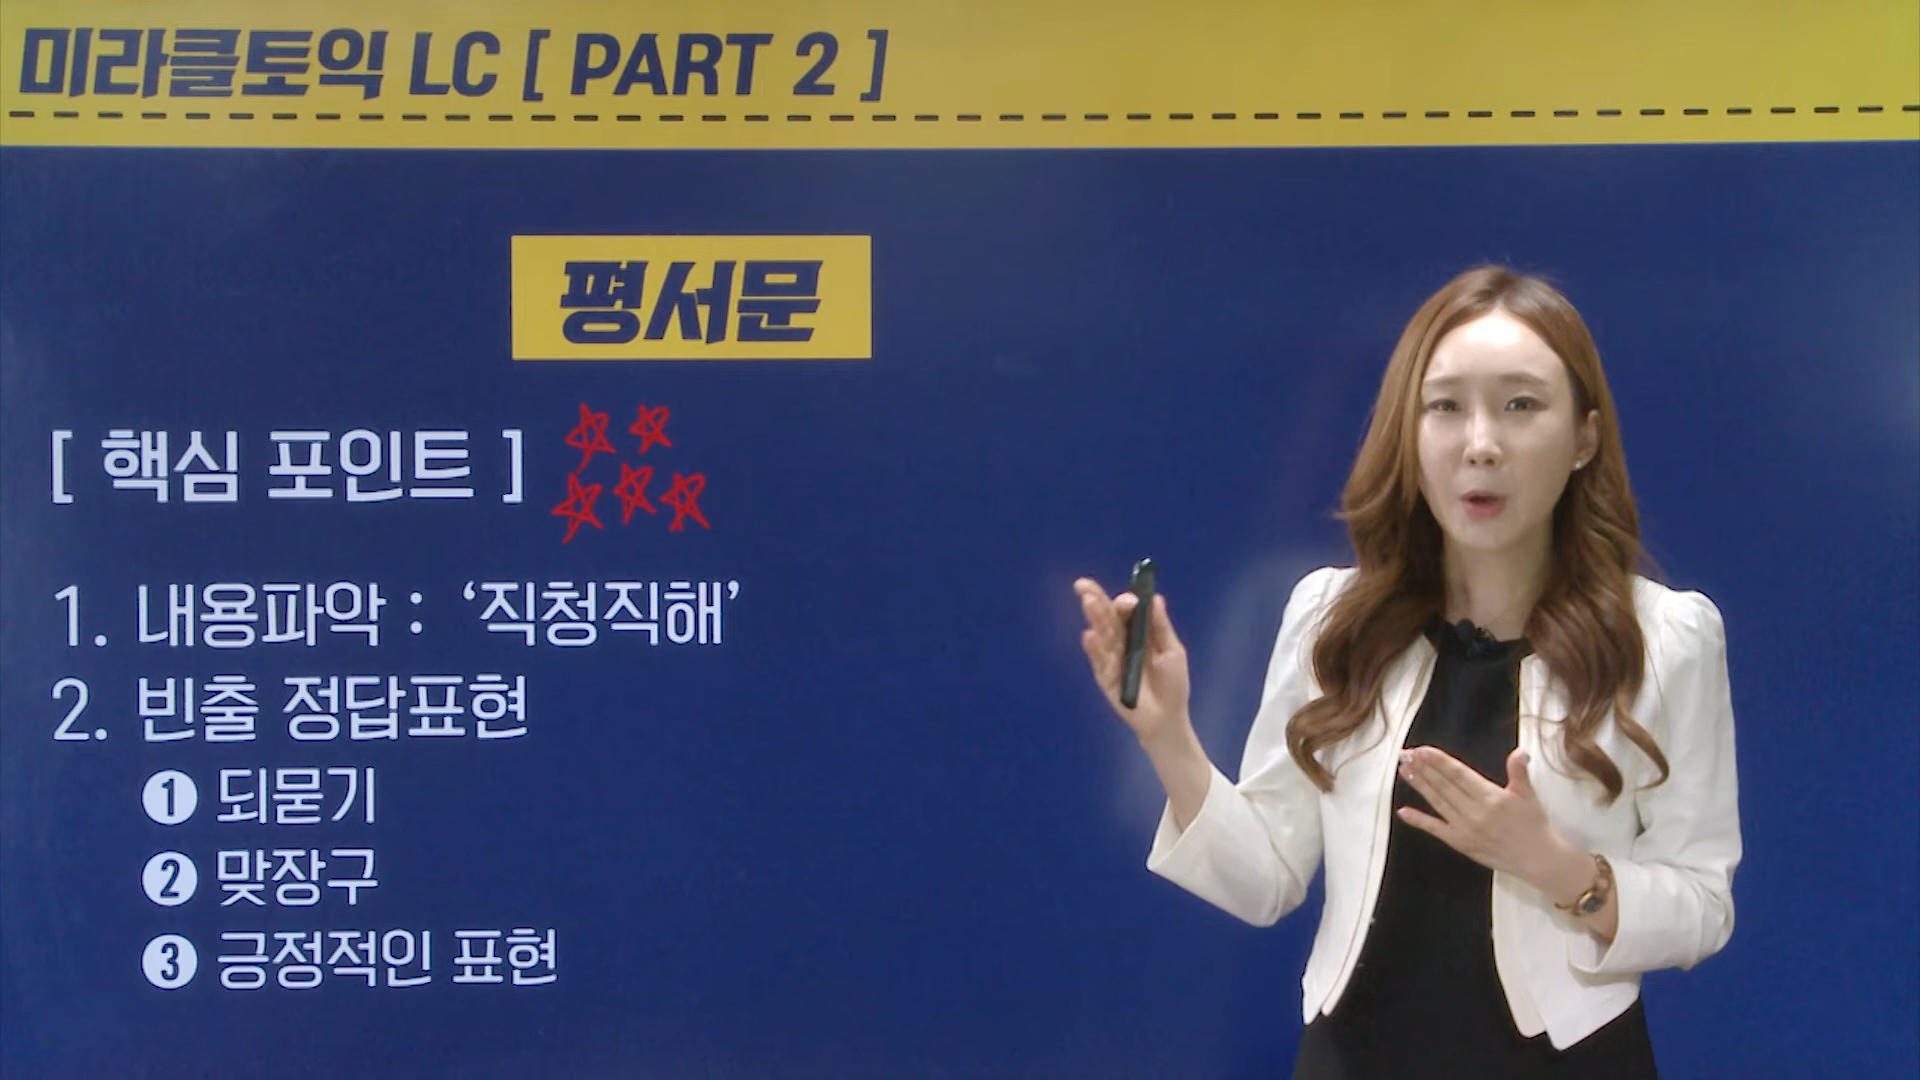 미라클토익 LC [ PART 2 ]
평서문
[ 핵심 포인트 ]
1. 내용파악 : ‘직청직해’
2. 빈출 정답표현
❶ 되묻기
❷ 맞장구
❸ 긍정적인 표현